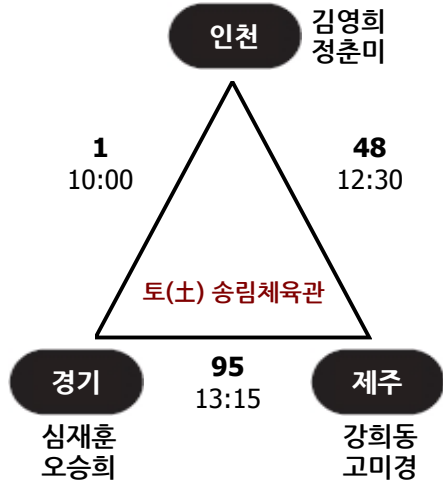 인천
김영희
정춘미
1
10:00
48
12:30
토(土) 송림체육관
경기
95
13:15
제주
심재훈
오승희
강희동
고미경